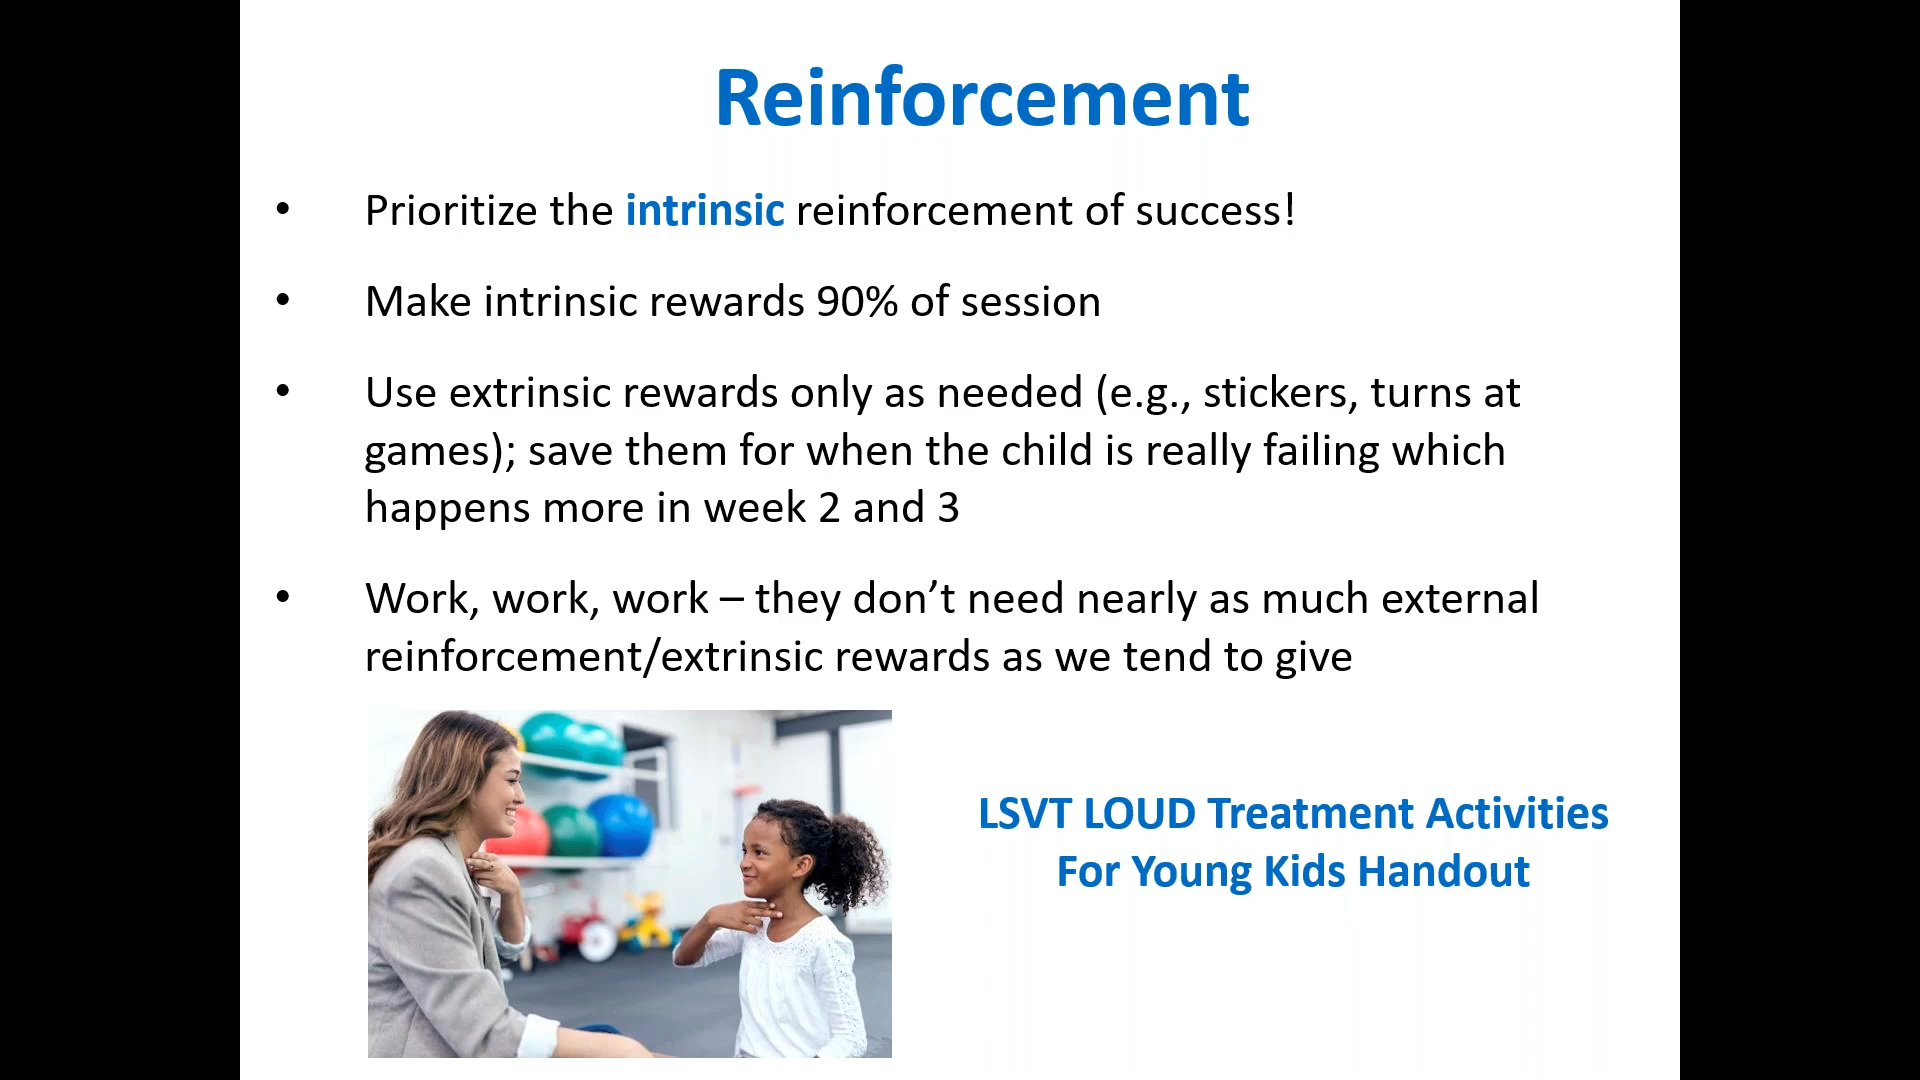 Reinforcement
• Prioritize the intrinsic reinforcement of success!
• Make intrinsic rewards 90% of session
• Use extrinsic rewards only as needed (e.g., stickers, turns at
games); save them for when the child is really failing which
happens more in week 2 and 3
• Work, work, work – they don’t need nearly as much external
reinforcement/extrinsic rewards as we tend to give
LSVT LOUD Treatment Activities
For Young Kids Handout